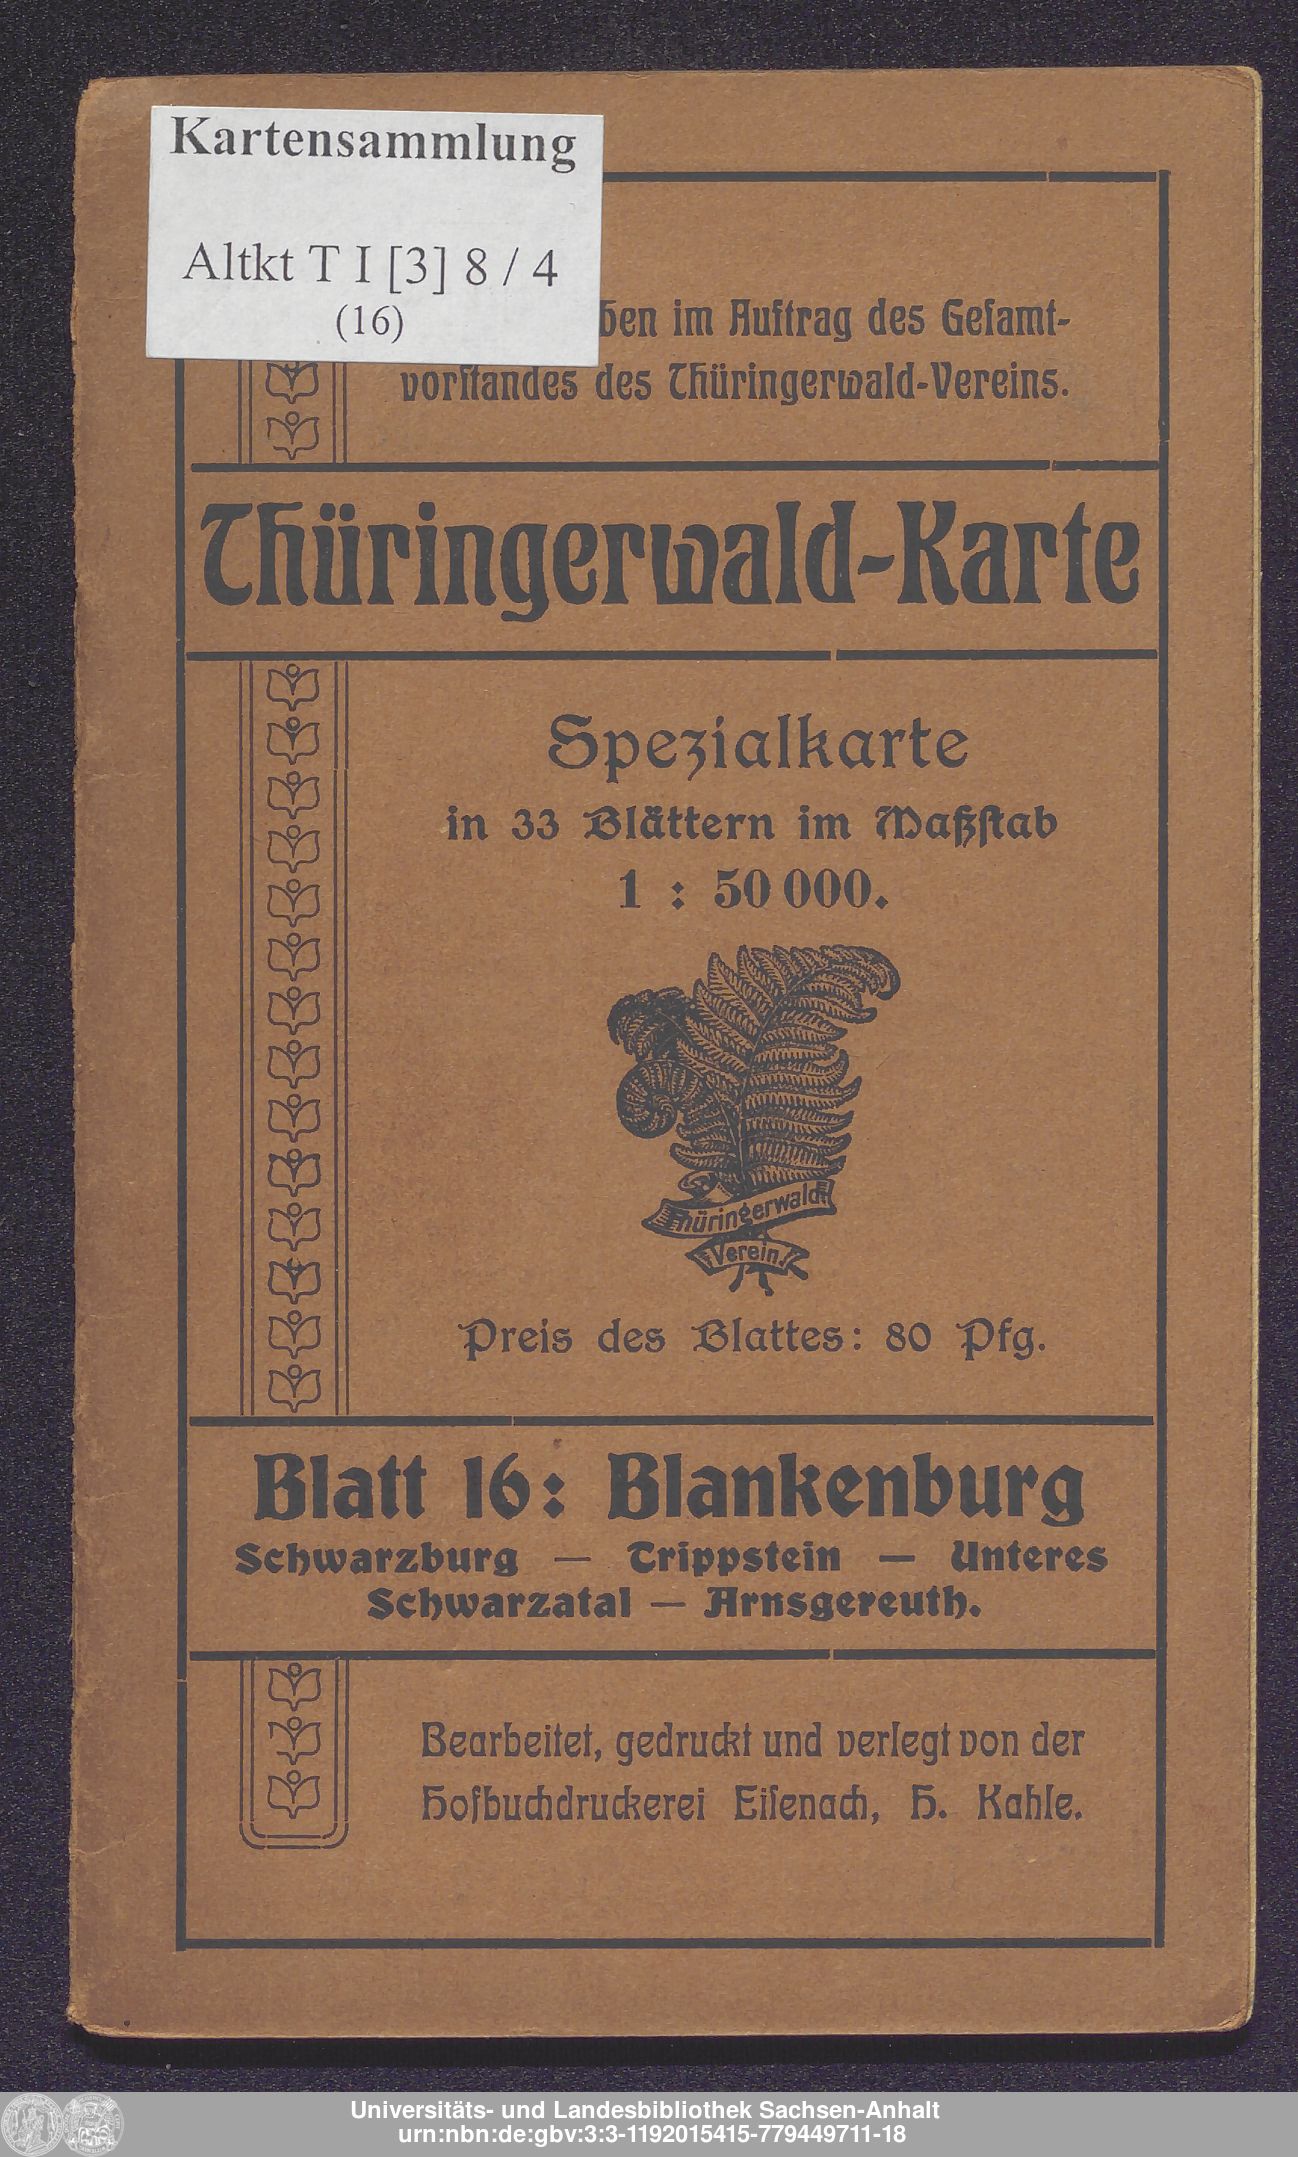 Kartensammlung
Altkt T I [3] 8 / 4
(16)
ben im Auftrag des Geſamt-
vorſtandes des Thüringerwald-Vereins.
Thüringerwald-Karte
Spezialkarte
in 33 Blättern im Maßſtab
1 : 50 000.
Thüringerwald
Verein.
Preis des Blattes: 80 Pfg.
Blatt 16: Blankenburg
Schwarzburg — Trippstein — Unteres
Schwarzatal — Arnsgereuth.
Bearbeitet, gedruckt und verlegt von der
Hofbuchdruckerei Eiſenach, H. Kahle.
Universitäts- und Landesbibliothek Sachsen-Anhalt
urn:nbn:de:gbv:3:3-1192015415-779449711-18